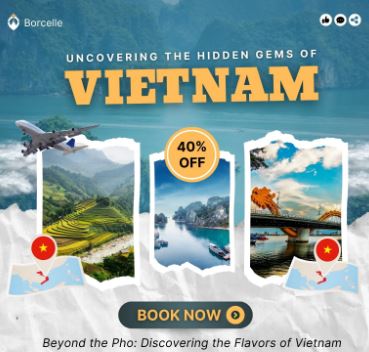 Borcelle
UNCOVERING THE HIDDEN GEMS OF
VIETNAM
40%
OFF
BOOK NOW
Beyond the Pho: Discovering the Flavors of Vietnam